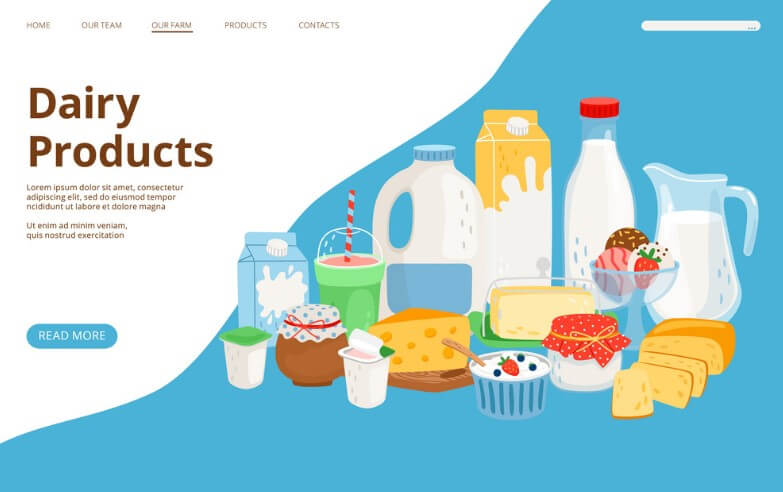 HOME
OUR TEAM
OUR FARM
PRODUCTS
CONTACTS
...
Dairy
Products
Lorem ipsum dolor sit amet, consectetur
adipiscing elit, sed do eiusmod tempor
ncididunt ut labore et dolore magna
Ut enim ad minim veniam,
quis nostrud exercitation
READ MORE